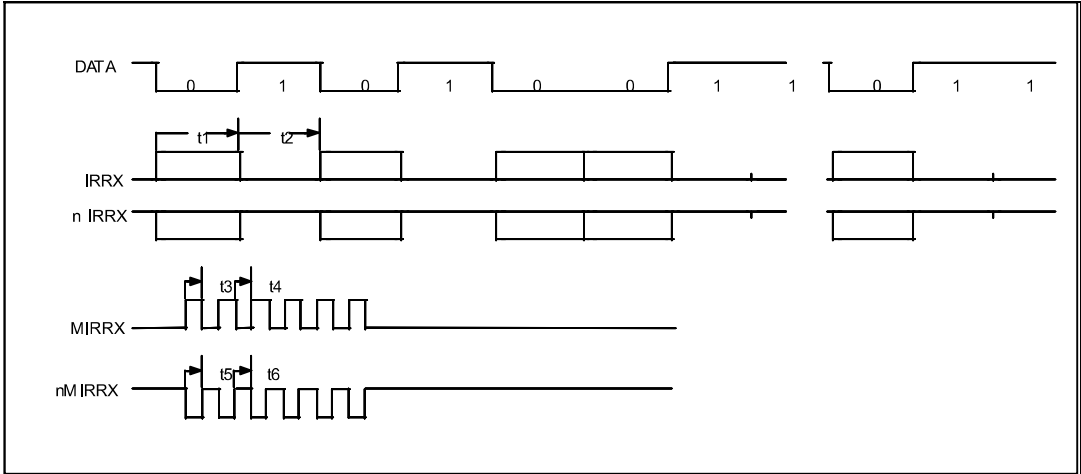 DATA
0 1 0 1 0 0 1 1 0 1 1
t1 t2
IRRX
n IRRX
t3 t4
MIRRX
t5 t6
nMIRRX